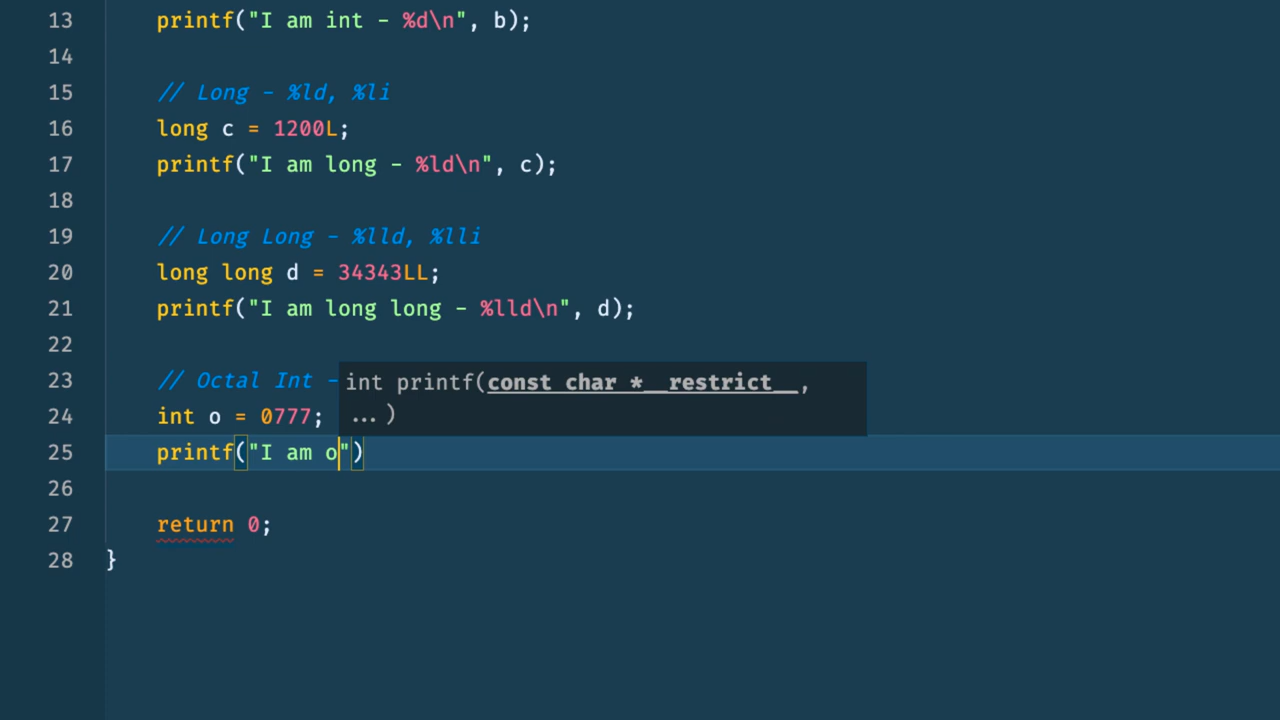 13 printf("I am int - %d\n", b);
14
15 // Long - %ld, %li
16 long c = 1200L;
17 printf("I am long - %ld\n", c);
18
19 // Long Long - %lld, %lli
20 long long d = 34343LL;
21 printf("I am long long - %lld\n", d);
22
23 // Octal Int -
int printf(const char *__restrict__,
24 int o = 0777;
...)
25 printf("I am o")
26
27 return 0;
28 }